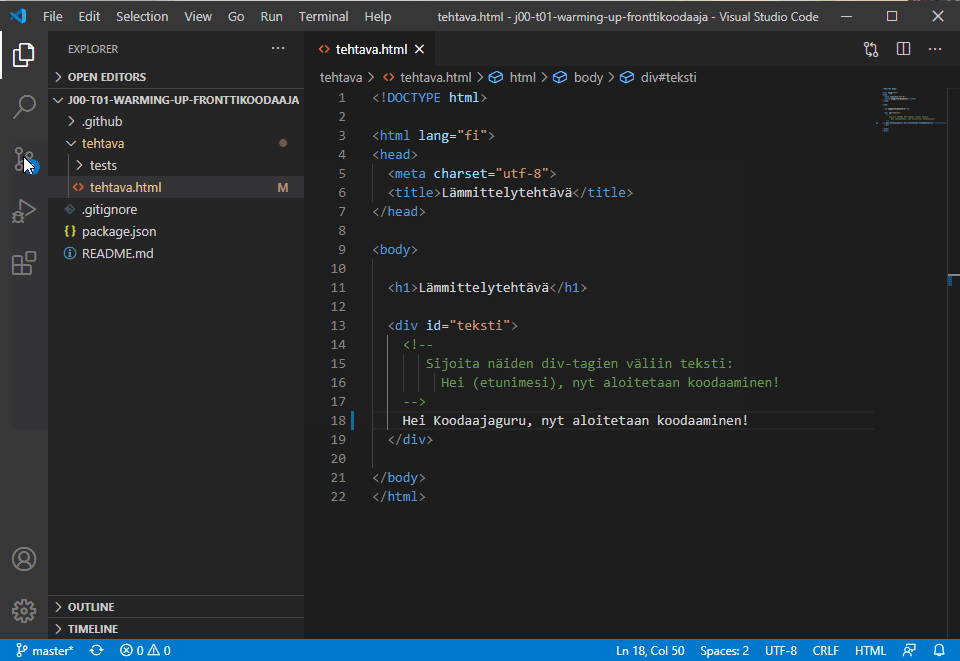 File Edit Selection View Go Run Terminal Help tehtava.html - j00-t01-warming-up-fronttikoodaaja - Visual Studio Code
EXPLORER
OPEN EDITORS
J00-T01-WARMING-UP-FRONTTIKOODAAJA
.github
tehtava
tests
tehtava.html M
.gitignore
package.json
README.md
OUTLINE
TIMELINE
tehtava.html
tehtava > tehtava.html > html > body > div#teksti
1 <!DOCTYPE html>
2
3 <html lang="fi">
4 <head>
5 <meta charset="utf-8">
6 <title>Lämmittelytehtävä</title>
7 </head>
8
9 <body>
10
11 <h1>Lämmittelytehtävä</h1>
12
13 <div id="teksti">
14 <!--
15 Sijoita näiden div-tagien väliin teksti:
16 Hei (etunimesi), nyt aloitetaan koodaaminen!
17 -->
18 Hei Koodaajaguru, nyt aloitetaan koodaaminen!
19 </div>
20
21 </body>
22 </html>
master* 0 0 Ln 18, Col 50 Spaces: 2 UTF-8 CRLF HTML